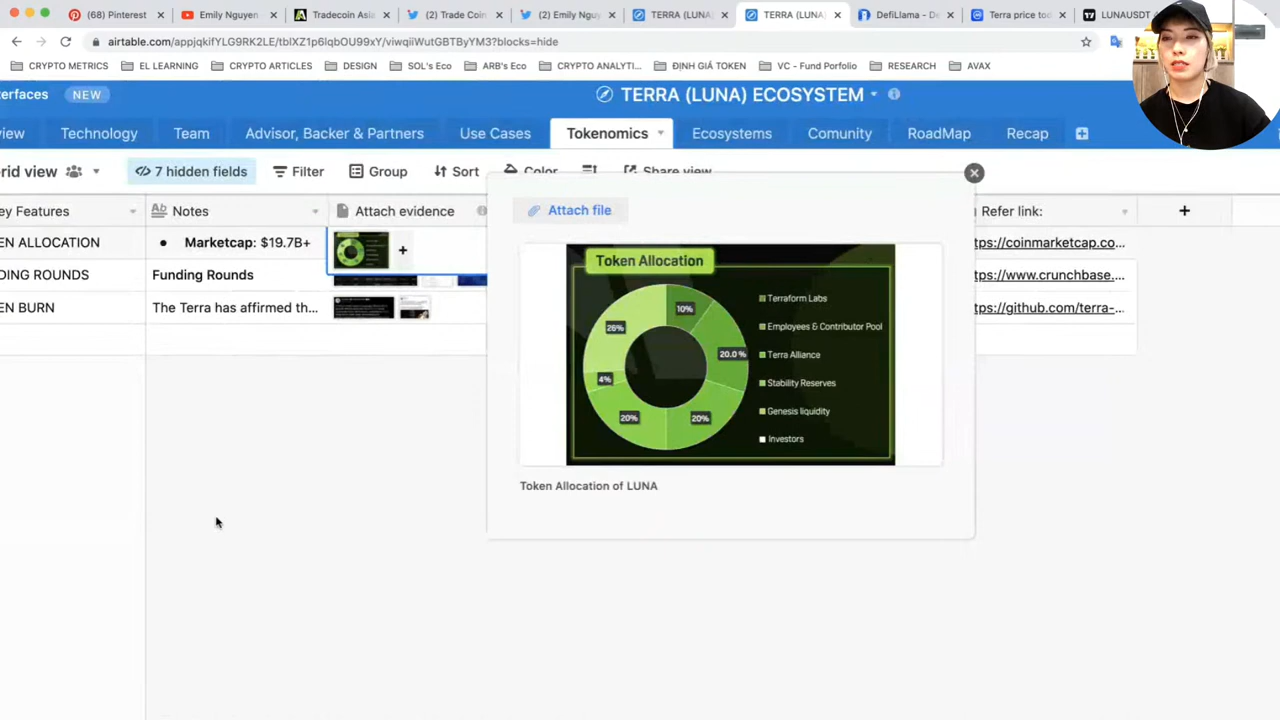 (68) Pinterest
Emily Nguyen
Tradecoin Asia
(2) Trade Coin
(2) Emily Nguy
TERRA (LUNA)
TERRA (LUNA)
DefiLlama - De
Terra price tod
LUNAUSDT
airtable.com/appjqkifYLG9RK2LE/tblXZ1p6lqbOU99xY/viwqiiWutGBTByYM3?blocks=hide
CRYPTO METRICS
EL LEARNING
CRYPTO ARTICLES
DESIGN
SOL's Eco
ARB's Eco
CRYPTO ANALYTI...
ĐỊNH GIÁ TOKEN
VC - Fund Porfolio
RESEARCH
AVAX
terfaces
NEW
TERRA (LUNA) ECOSYSTEM
view
Technology
Team
Advisor, Backer & Partners
Use Cases
Tokenomics
Ecosystems
Comunity
RoadMap
Recap
rid view
7 hidden fields
Filter
Group
Sort
Color
Share view
ey Features
Notes
Attach evidence
Refer link:
EN ALLOCATION
Marketcap: $19.7B+
ttps://coinmarketcap.co...
DING ROUNDS
Funding Rounds
ttps://www.crunchbase....
EN BURN
The Terra has affirmed th...
ttps://github.com/terra-...
Attach file
Token Allocation
10%
20.0 %
20%
20%
4%
26%
Terraform Labs
Employees & Contributor Pool
Terra Alliance
Stability Reserves
Genesis liquidity
Investors
Token Allocation of LUNA